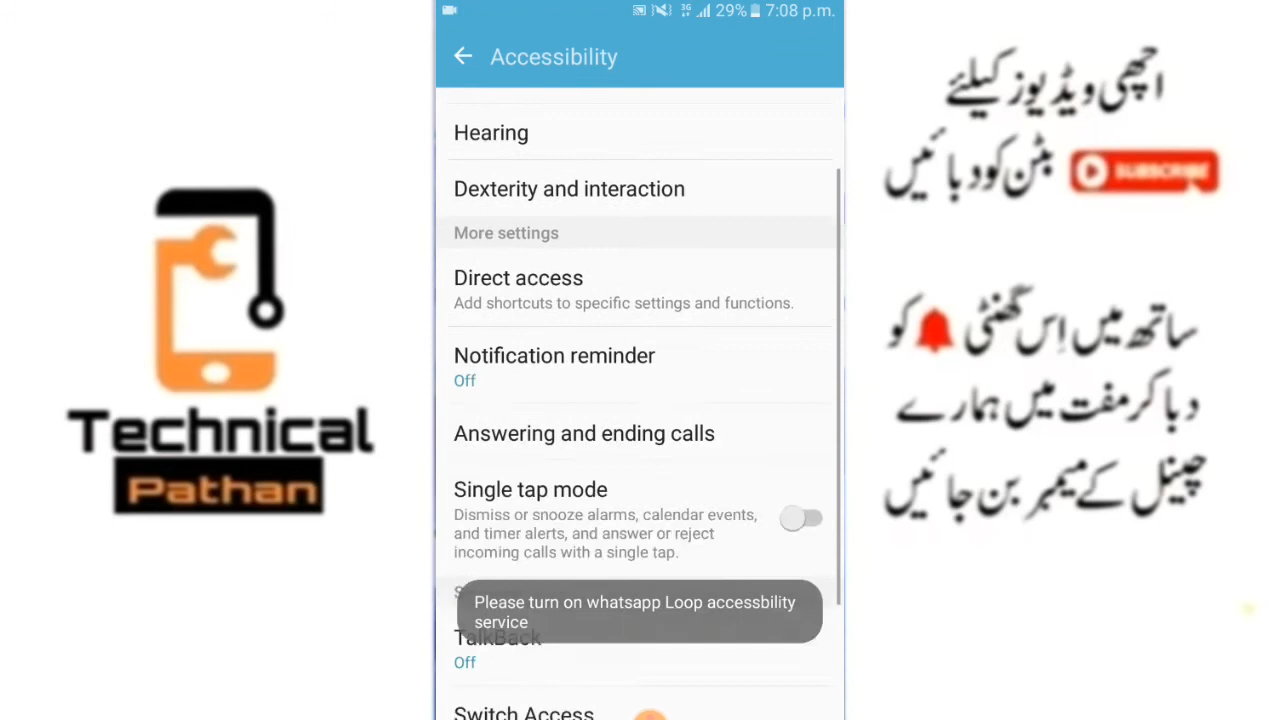 29% 7:08 p.m.
Accessibility
Hearing
Dexterity and interaction
More settings
Direct access
Add shortcuts to specific settings and functions.
Notification reminder
Off
Answering and ending calls
Single tap mode
Dismiss or snooze alarms, calendar events,
and timer alerts, and answer or reject
incoming calls with a single tap.
Please turn on whatsapp Loop accessbility
service
TalkBack
Off
Switch Access
Technical
Pathan
اچھی ویڈیوز کیلئے
بٹن کو دبائیں SUBSCRIBE
ساتھ میں اِس گھنٹی کو
دبا کر مفت میں ہمارے
چینل کے میمبر بن جائیں